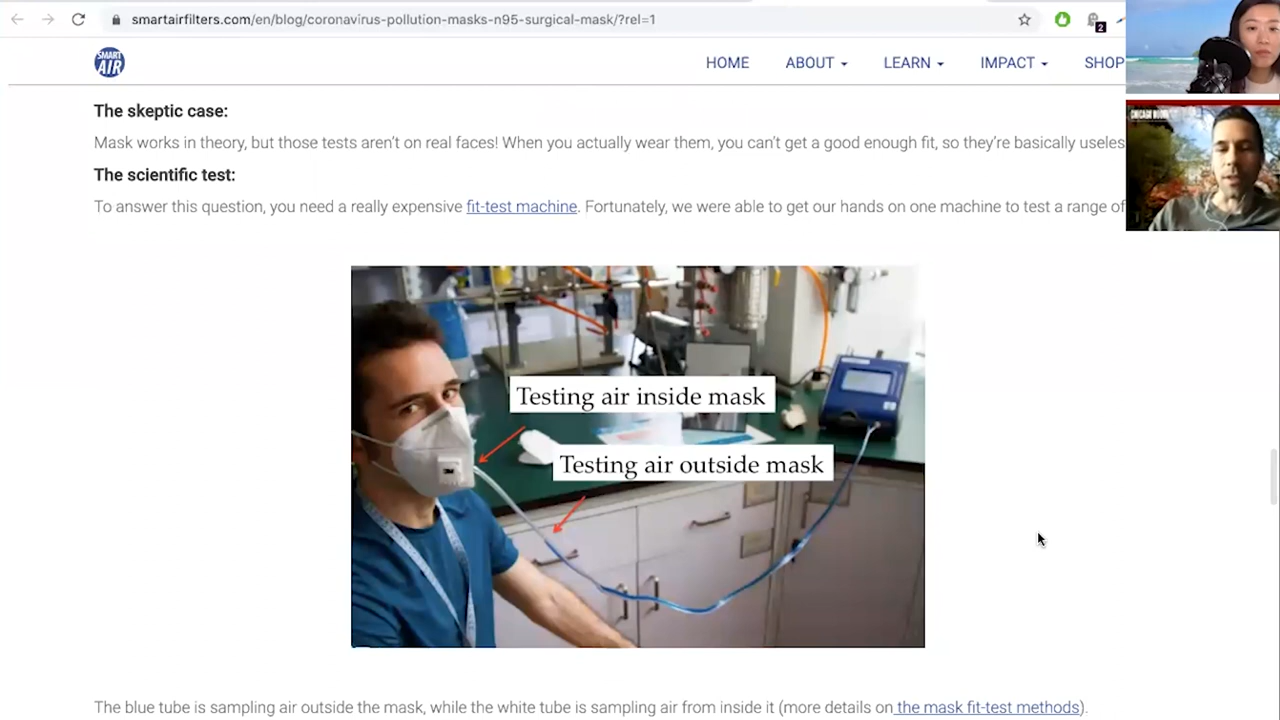 smartairfilters.com/en/blog/coronavirus-pollution-masks-n95-surgical-mask/?rel=1
2
SMART
AIR
HOME ABOUT LEARN IMPACT SHOP
The skeptic case:
Mask works in theory, but those tests aren't on real faces! When you actually wear them, you can't get a good enough fit, so they're basically useles
The scientific test:
To answer this question, you need a really expensive fit-test machine. Fortunately, we were able to get our hands on one machine to test a range of
Testing air inside mask
Testing air outside mask
The blue tube is sampling air outside the mask, while the white tube is sampling air from inside it (more details on the mask fit-test methods).